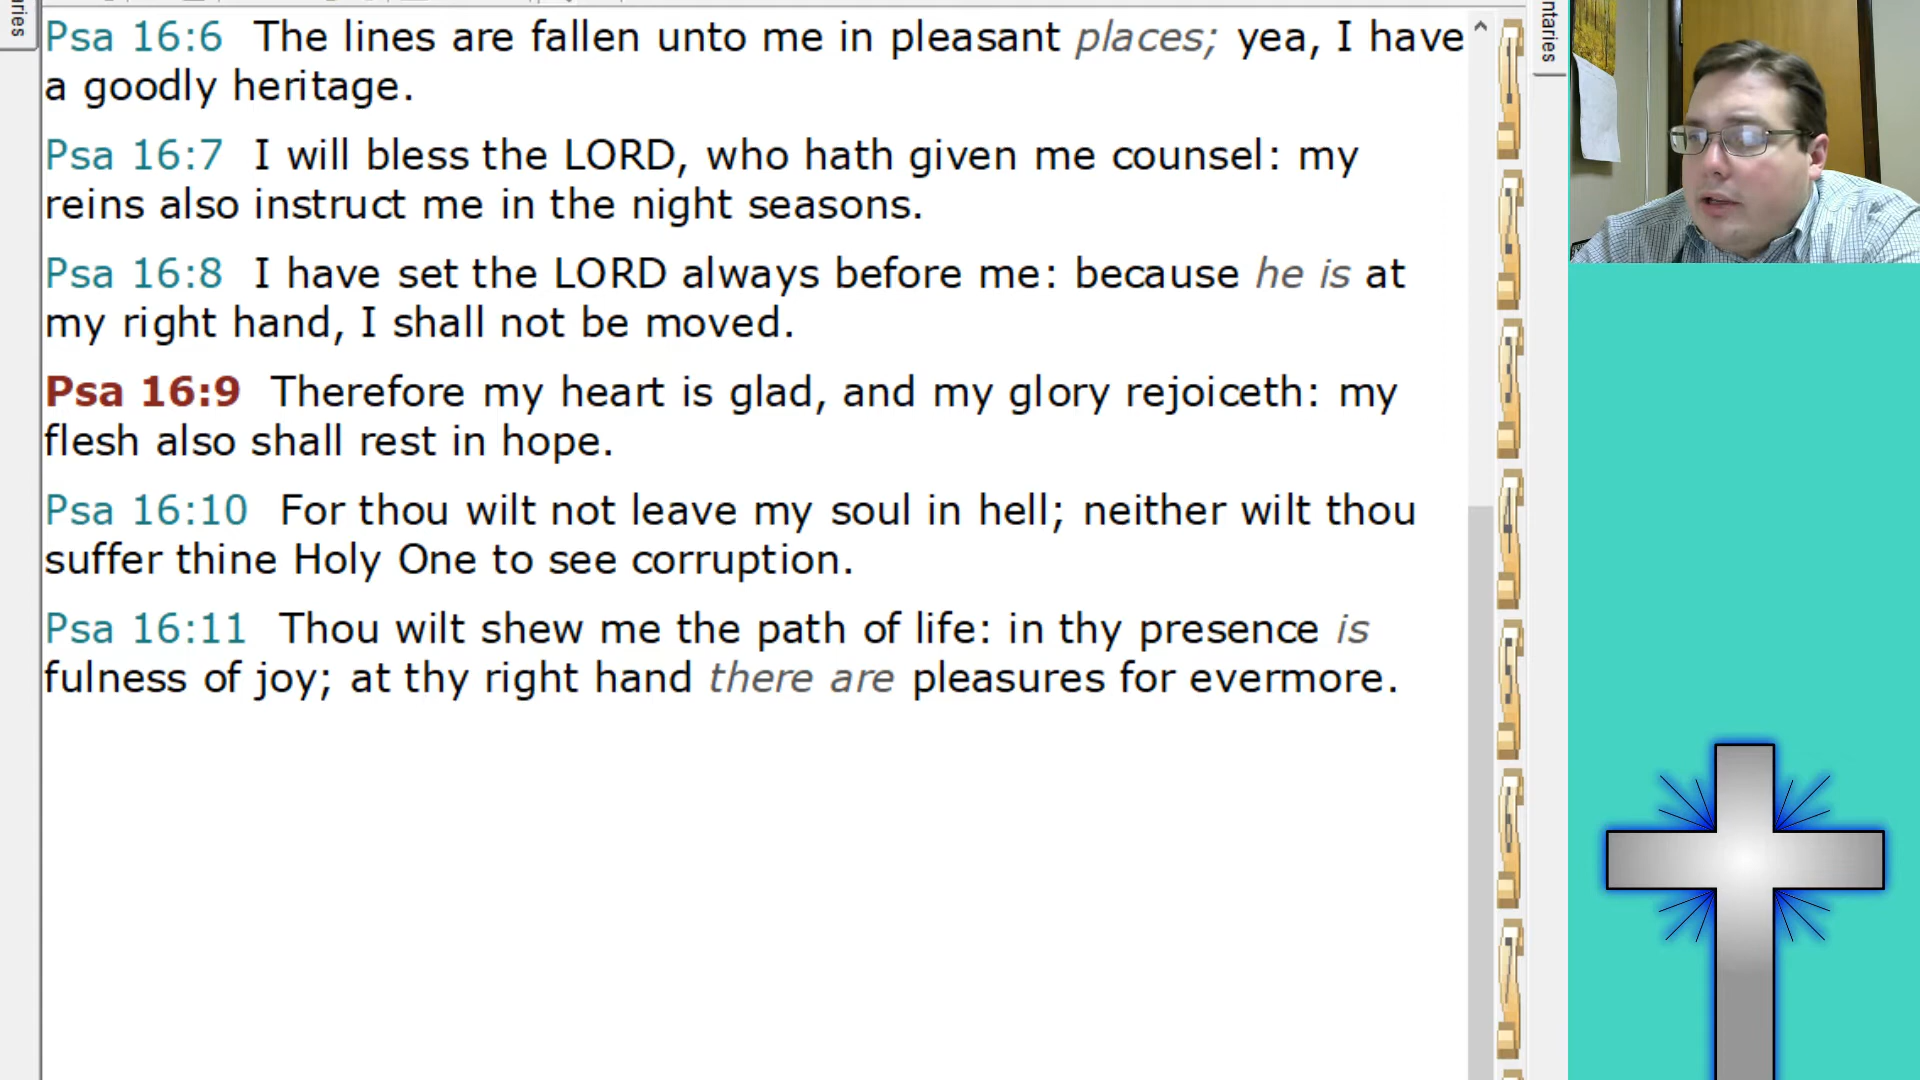 Psa 16:6 The lines are fallen unto me in pleasant places; yea, I have
a goodly heritage.
Psa 16:7 I will bless the LORD, who hath given me counsel: my
reins also instruct me in the night seasons.
Psa 16:8 I have set the LORD always before me: because he is at
my right hand, I shall not be moved.
Psa 16:9 Therefore my heart is glad, and my glory rejoiceth: my
flesh also shall rest in hope.
Psa 16:10 For thou wilt not leave my soul in hell; neither wilt thou
suffer thine Holy One to see corruption.
Psa 16:11 Thou wilt shew me the path of life: in thy presence is
fulness of joy; at thy right hand there are pleasures for evermore.
aries
ntaries